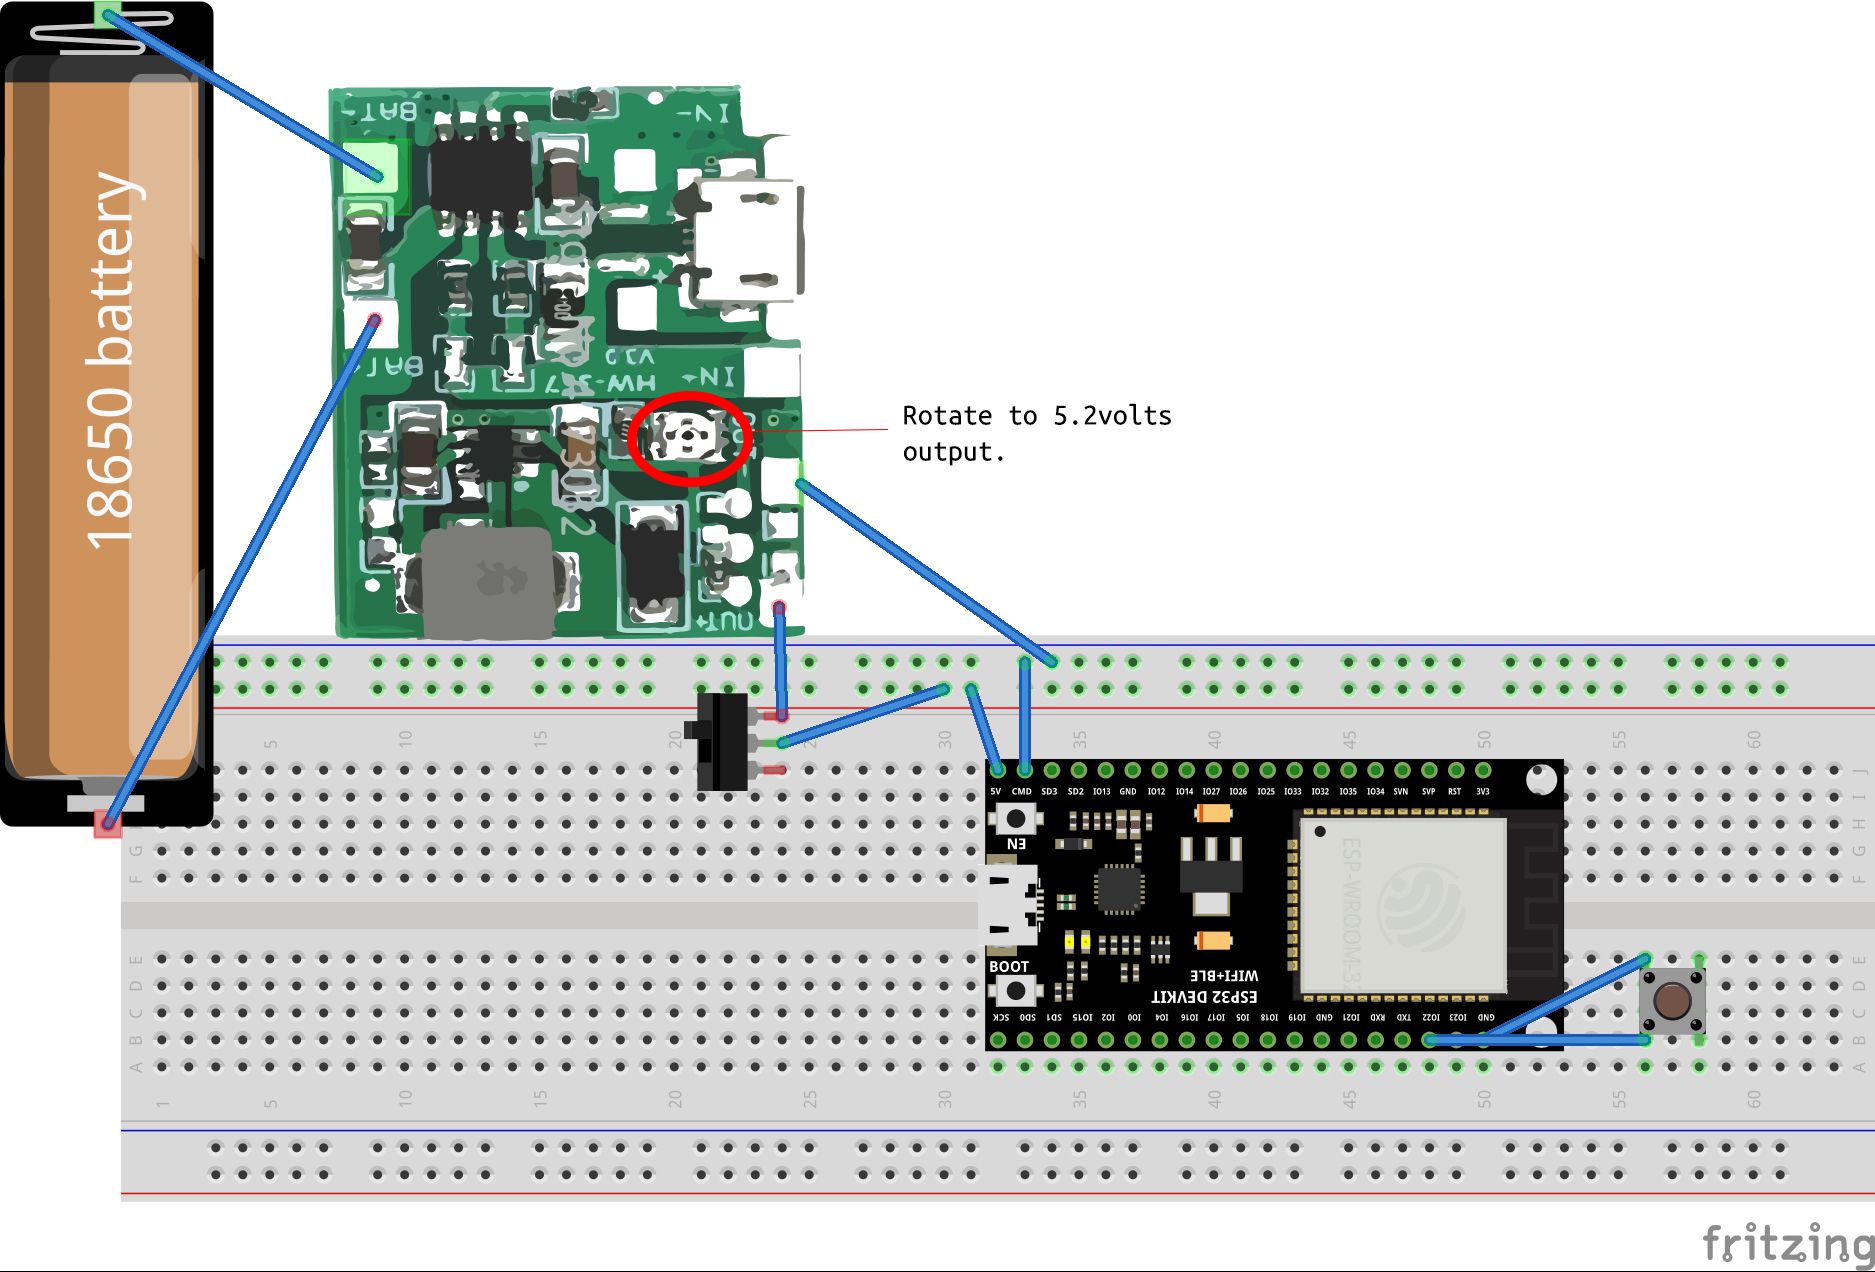 18650 battery
BAT-
IN-
BAT+
V3.0
HW-357
IN+
OUT+
Rotate to 5.2volts
output.
5 10 15 20 25 30 35 40 45 50 55 60
J
I
H
G
F
5V CMD SD3 SD2 IO13 GND IO12 IO14 IO27 IO26 IO25 IO33 IO32 IO35 IO34 SVN SVP RST 3V3
EN
ESP-WROOM-32
BOOT
WIFI+BLE
ESP32 DEVKIT
SCK SD0 SD1 IO15 IO2 IO0 IO4 IO16 IO17 IO5 IO18 IO19 GND IO21 RXD TXD IO22 IO23 GND
E
D
C
B
A
1 5 10 15 20 25 30 35 40 45 50 55 60
fritzing